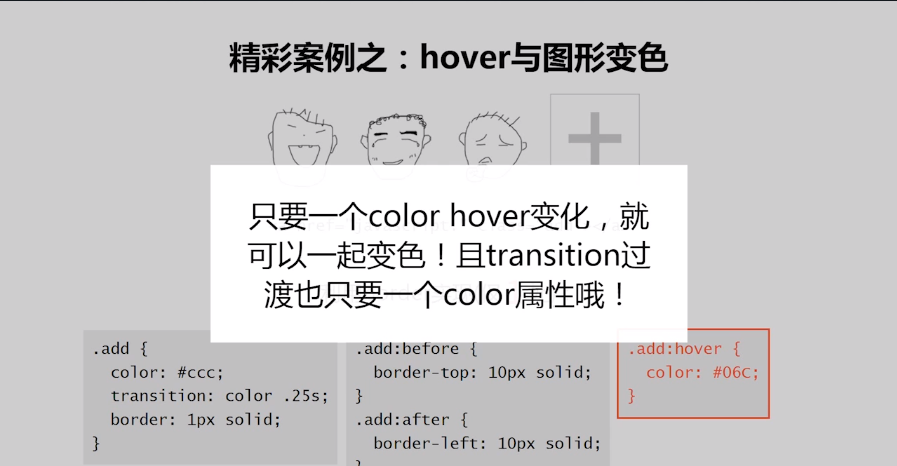 精彩案例之：hover与图形变色
只要一个color hover变化，就
可以一起变色！且transition过
渡也只要一个color属性哦！
.add {
color: #ccc;
transition: color .25s;
border: 1px solid;
}
.add:before {
border-top: 10px solid;
}
.add:after {
border-left: 10px solid;
}
.add:hover {
color: #06C;
}